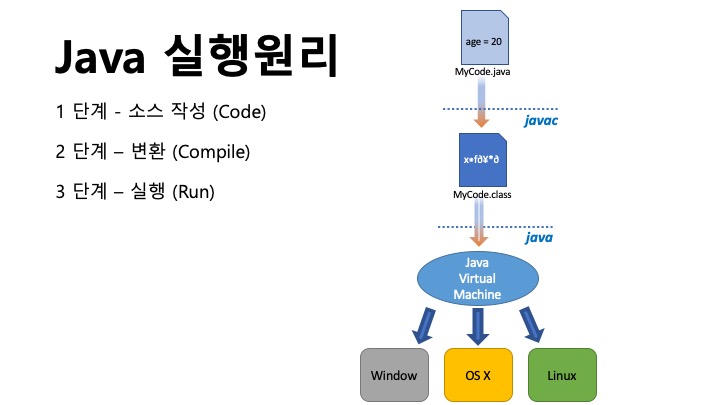 Java 실행원리
1 단계 - 소스 작성 (Code)
2 단계 – 변환 (Compile)
3 단계 – 실행 (Run)
age = 20
MyCode.java
javac
x•fð¥*ð
MyCode.class
java
Java
Virtual
Machine
Window
OS X
Linux